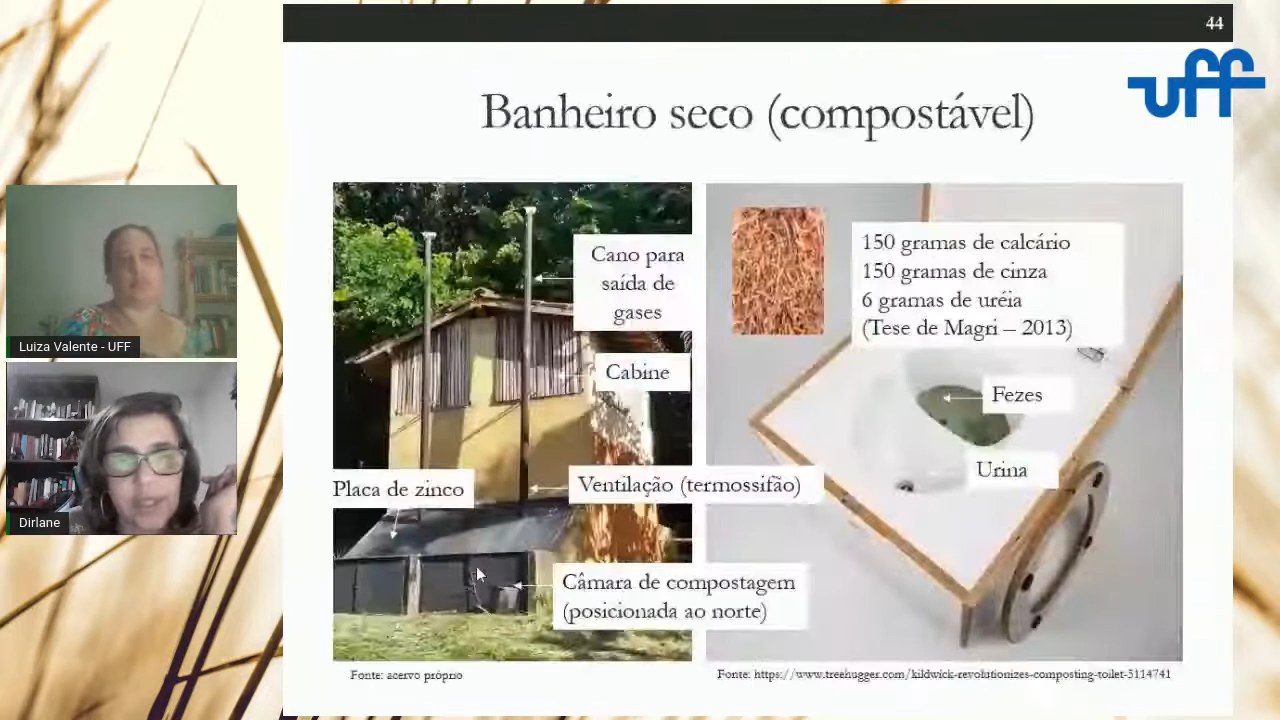 44
uff
Banheiro seco (compostável)
Cano para
saída de
gases
Cabine
Placa de zinco
Ventilação (termossifão)
Câmara de compostagem
(posicionada ao norte)
Fonte: acervo próprio
150 gramas de calcário
150 gramas de cinza
6 gramas de uréia
(Tese de Magri – 2013)
Fezes
Urina
Fonte: https://www.treehugger.com/kildwick-revolutionizes-composting-toilet-5114741
Luiza Valente - UFF
Dirlane